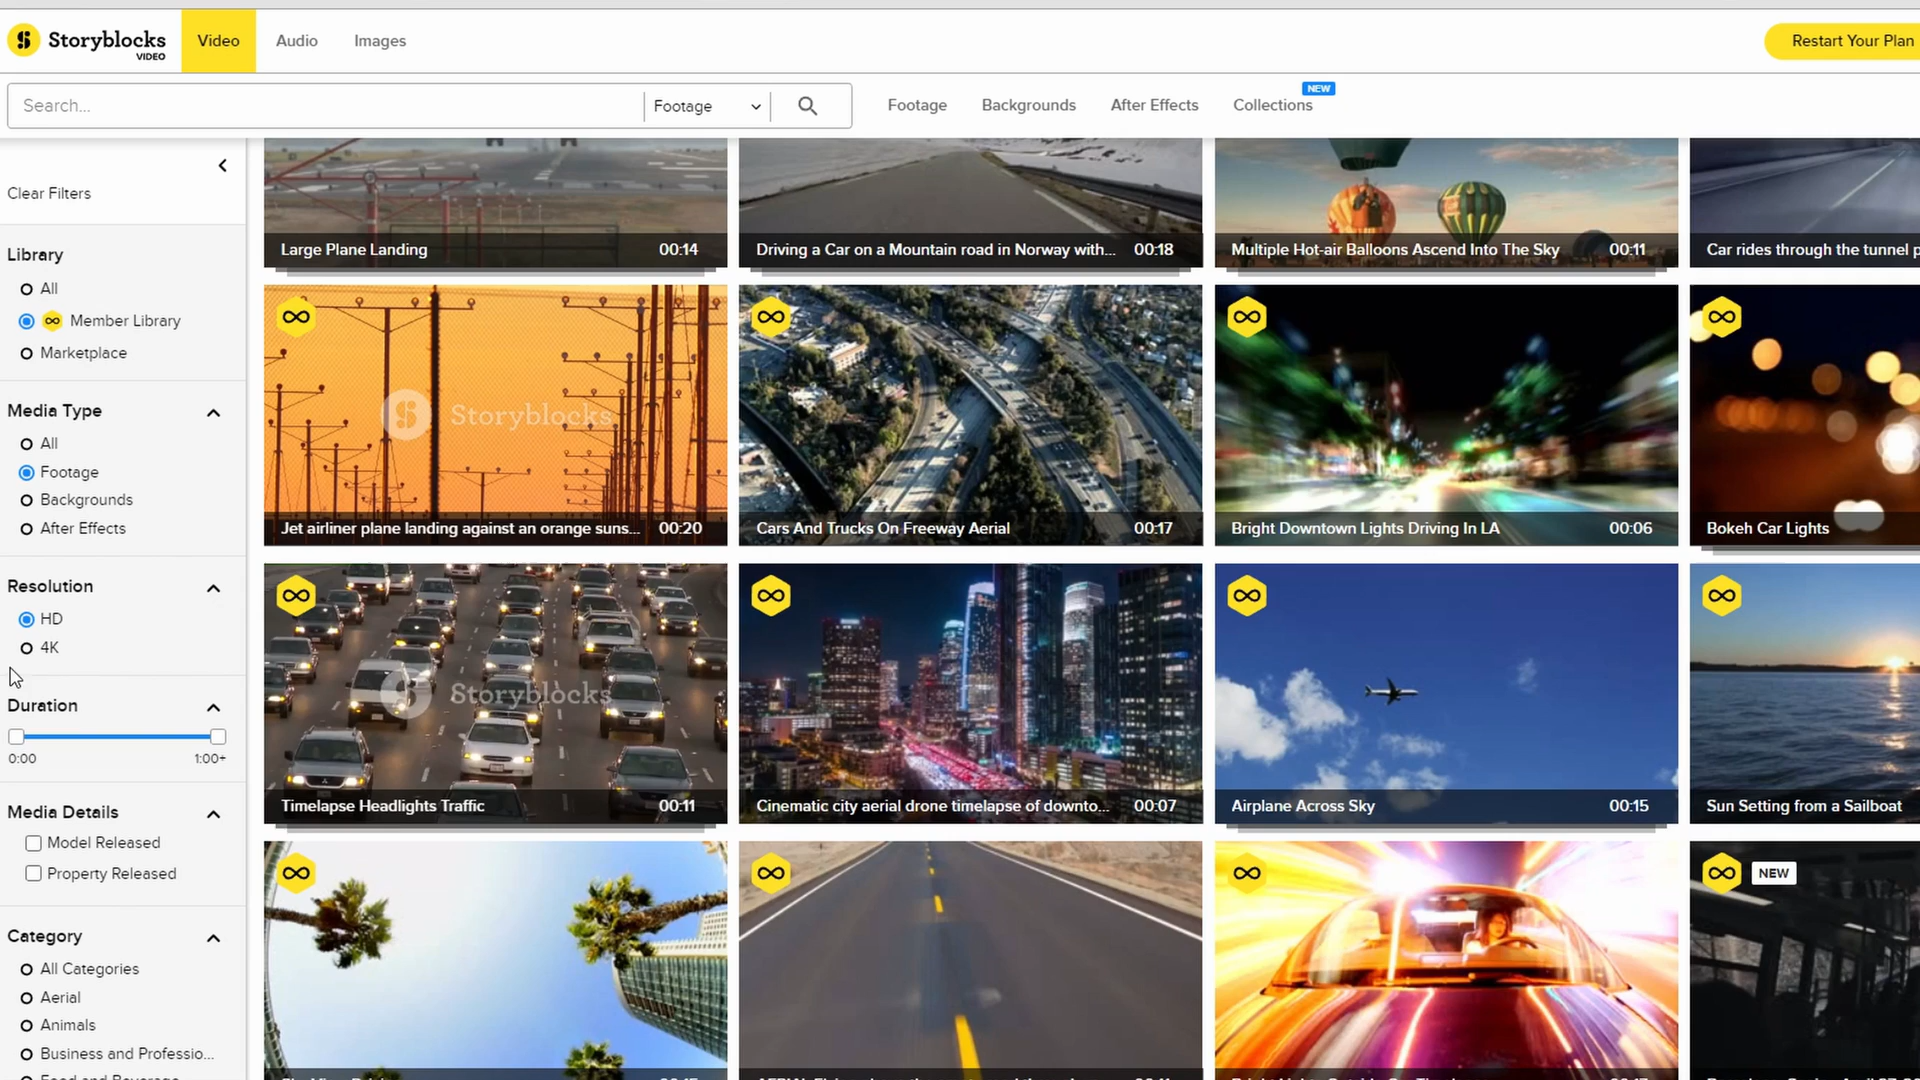 Storyblocks
VIDEO
Video
Audio
Images
Restart Your Plan
Search...
Footage
Footage
Backgrounds
After Effects
Collections
NEW
Clear Filters
Library
All
Member Library
Marketplace
Media Type
All
Footage
Backgrounds
After Effects
Resolution
HD
4K
Duration
0:00
1:00+
Media Details
Model Released
Property Released
Category
All Categories
Aerial
Animals
Business and Professio...
Large Plane Landing 00:14
Driving a Car on a Mountain road in Norway with... 00:18
Multiple Hot-air Balloons Ascend Into The Sky 00:11
Car rides through the tunnel p
Storyblocks
Jet airliner plane landing against an orange suns... 00:20
Cars And Trucks On Freeway Aerial 00:17
Bright Downtown Lights Driving In LA 00:06
Bokeh Car Lights
Storyblocks
Timelapse Headlights Traffic 00:11
Cinematic city aerial drone timelapse of downto... 00:07
Airplane Across Sky 00:15
Sun Setting from a Sailboat
NEW